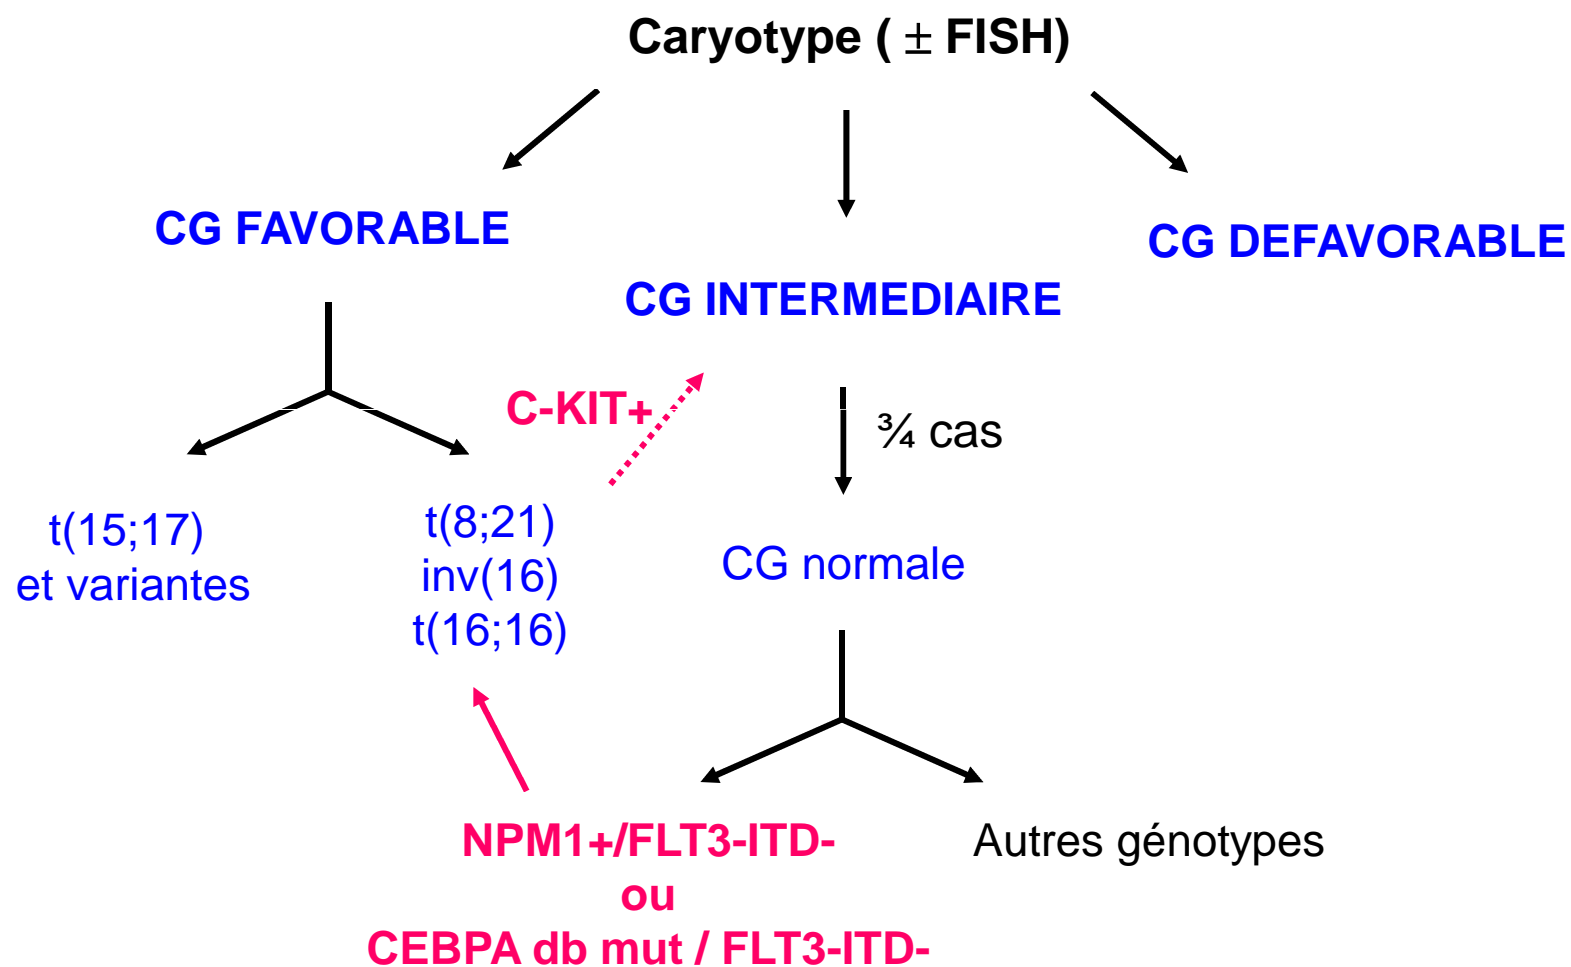 Caryotype ( ± FISH)
CG FAVORABLE
CG DEFAVORABLE
CG INTERMEDIAIRE
C-KIT+
¾ cas
t(15;17)
et variantes
t(8;21)
inv(16)
t(16;16)
CG normale
NPM1+/FLT3-ITD-
ou
CEBPA db mut / FLT3-ITD-
Autres génotypes